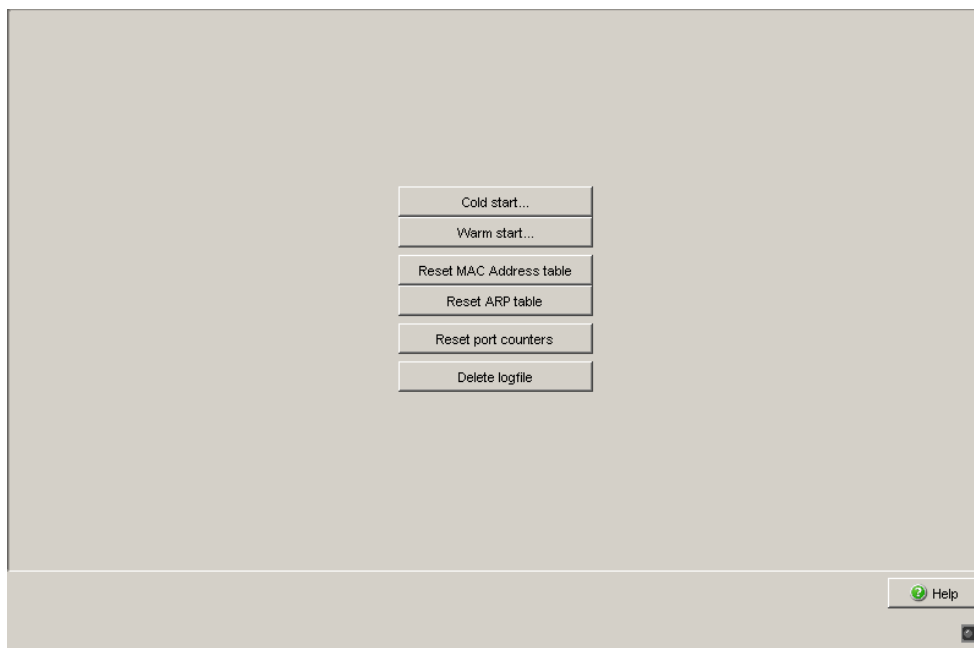 Cold start...
Warm start...
Reset MAC Address table
Reset ARP table
Reset port counters
Delete logfile
Help